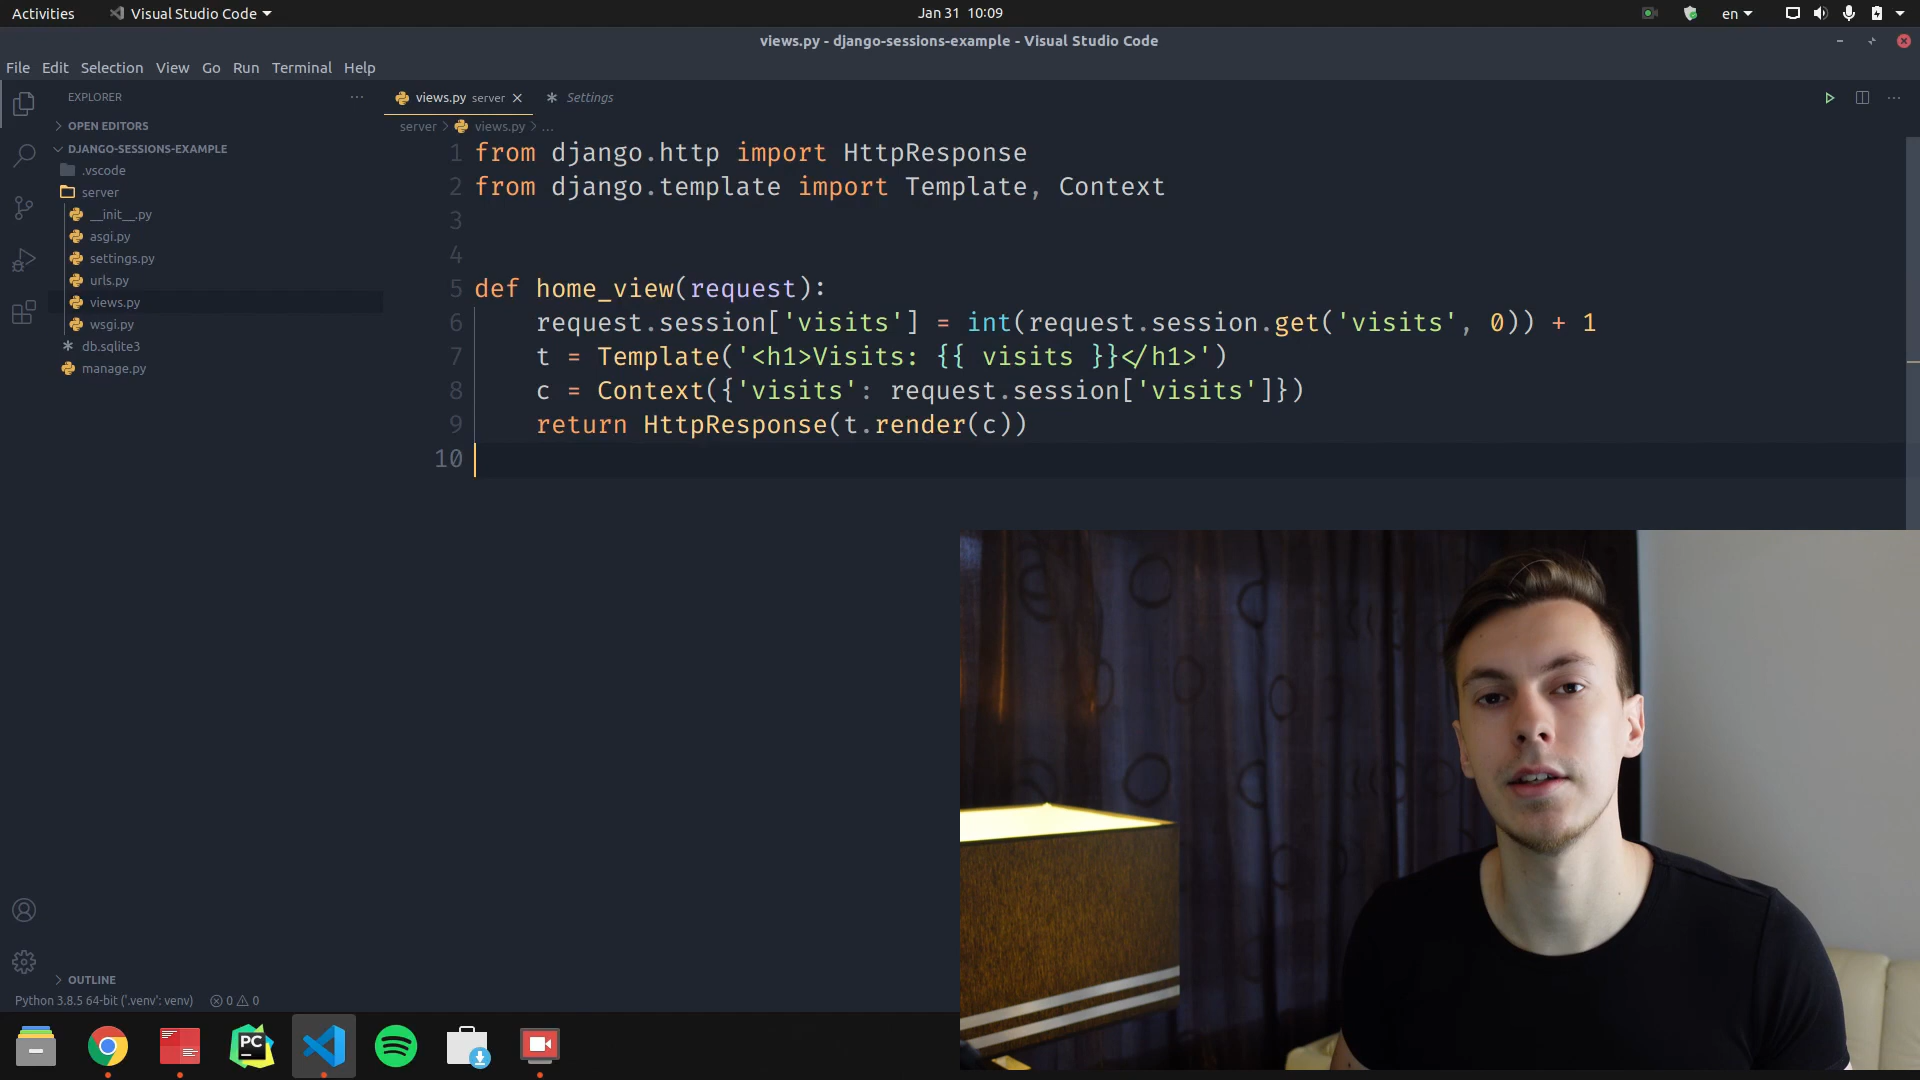 Activities
Visual Studio Code
Jan 31 10:09
en
views.py - django-sessions-example - Visual Studio Code
File Edit Selection View Go Run Terminal Help
EXPLORER
OPEN EDITORS
DJANGO-SESSIONS-EXAMPLE
.vscode
server
__init__.py
asgi.py
settings.py
urls.py
views.py
wsgi.py
db.sqlite3
manage.py
OUTLINE
views.py server
Settings
server > views.py > ...
1 from django.http import HttpResponse
2 from django.template import Template, Context
3
4
5 def home_view(request):
6 request.session['visits'] = int(request.session.get('visits', 0)) + 1
7 t = Template('<h1>Visits: {{ visits }}</h1>')
8 c = Context({'visits': request.session['visits']})
9 return HttpResponse(t.render(c))
10
Python 3.8.5 64-bit ('.venv': venv) 0 0
PC